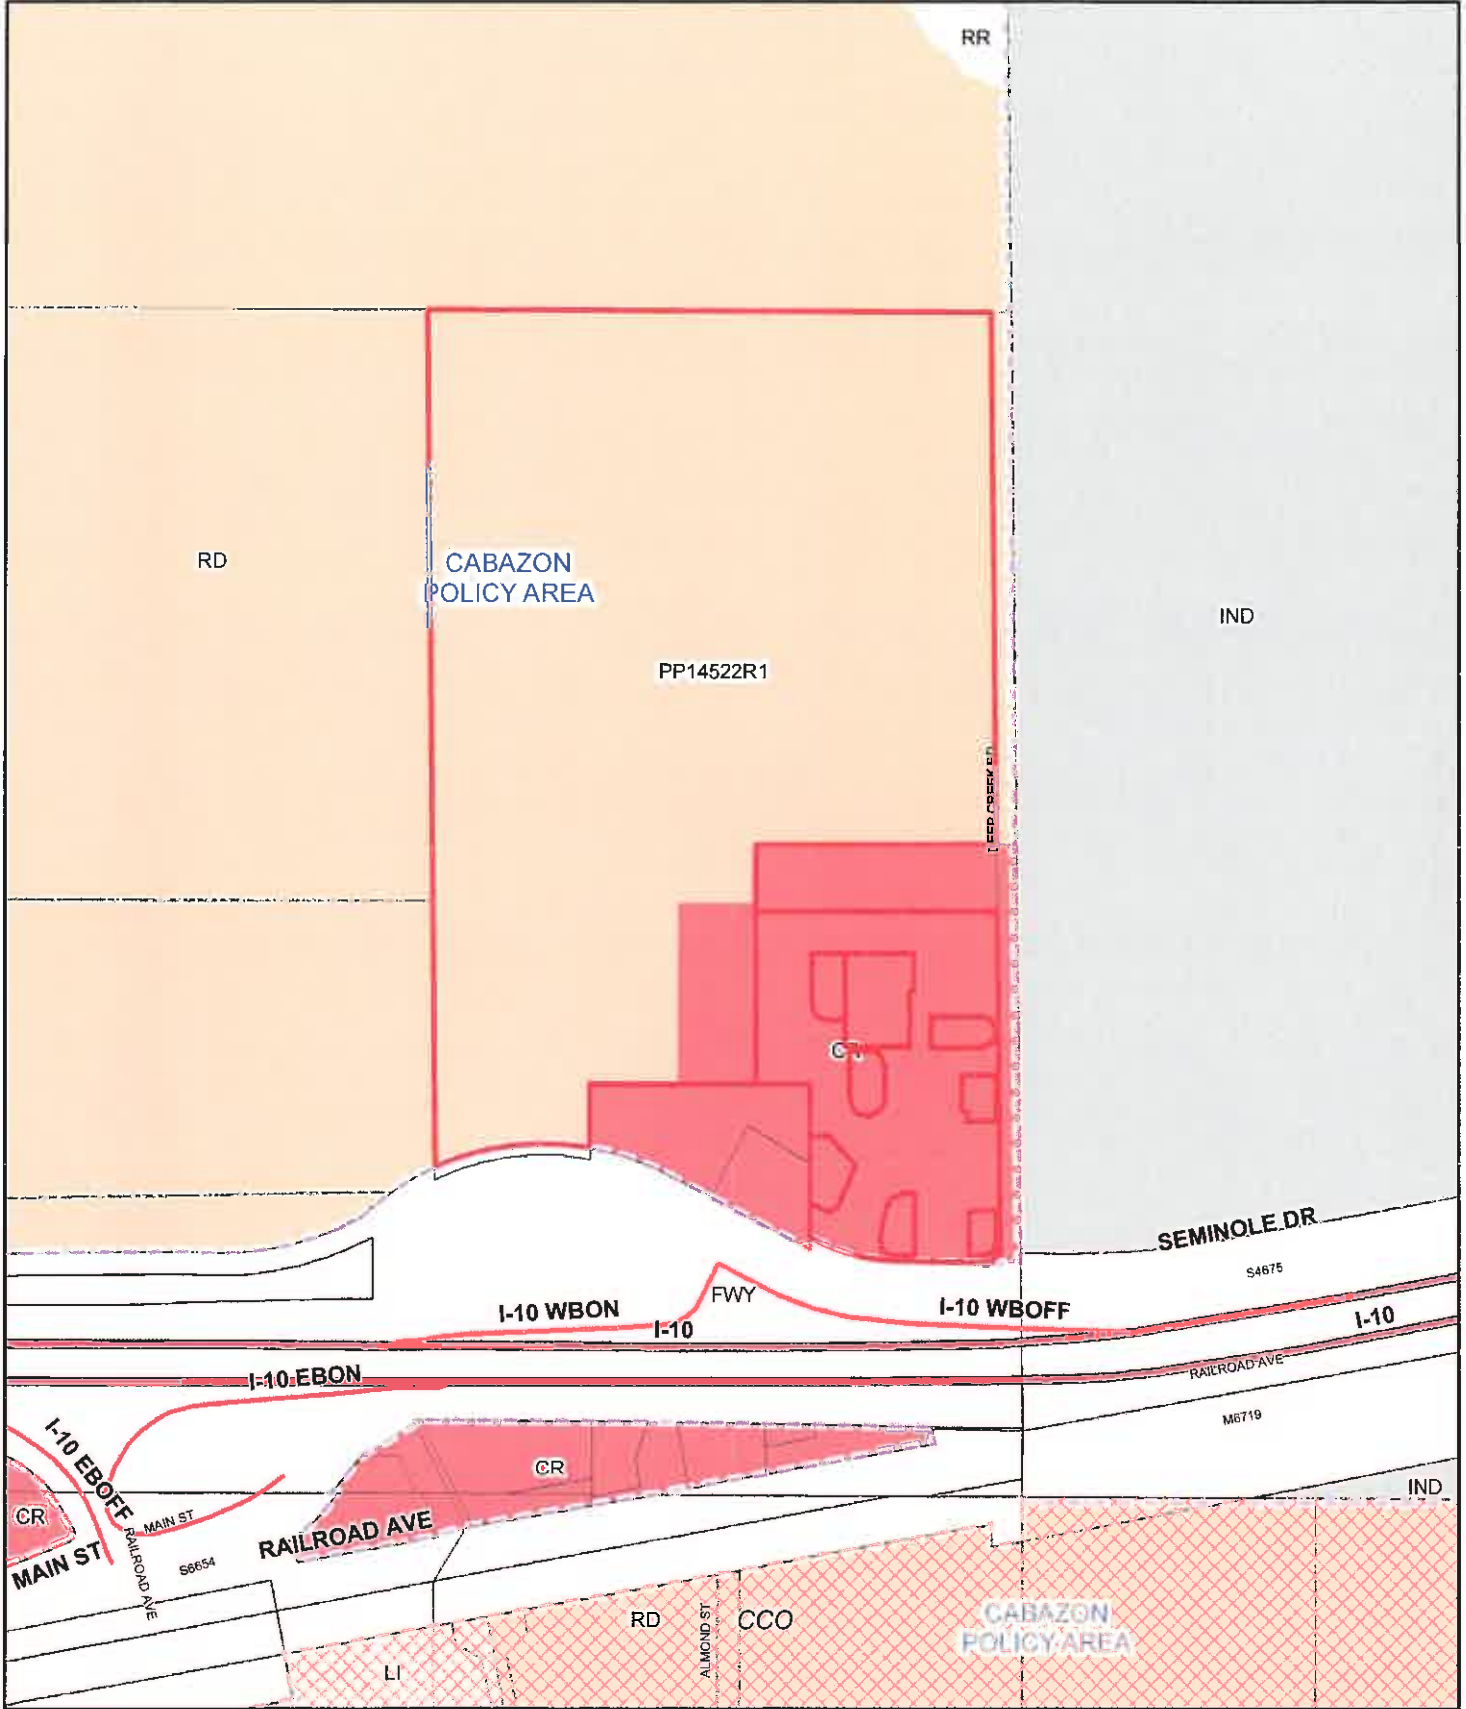 RR
RD
CABAZON
POLICY AREA
IND
PP14522R1
CREEK RD
SEMINOLE DR
S4675
FWY
I-10 WBON
I-10 WBOFF
I-10
I-10
I-10 EBON
RAILROAD AVE
M6719
I-10 EBOFF
CR
CR
IND
MAIN ST
RAILROAD AVE
MAIN ST
RAILROAD AVE
S6654
RD
ALMOND ST
CCO
CABAZON
POLICY AREA
LI